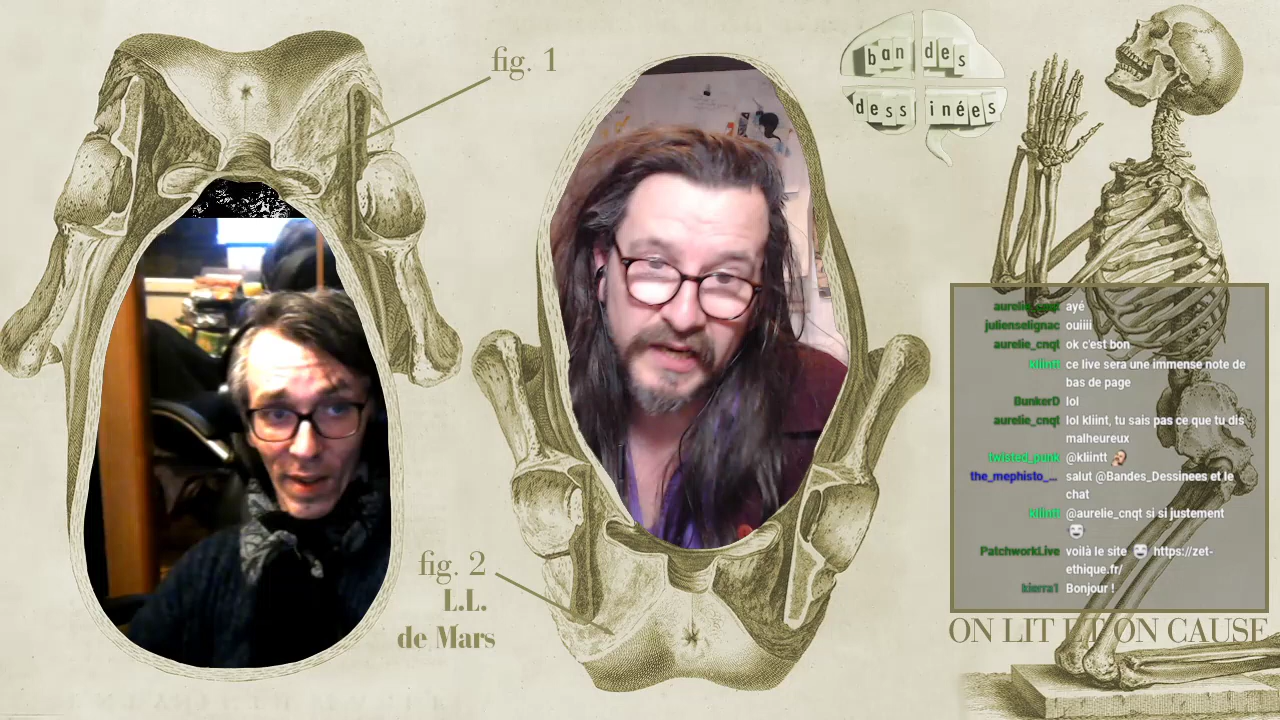 fig. 1
ban des
dess inées
aurelie_cnqt ayé
julienselignac ouiiii
aurelie_cnqt ok c'est bon
kliintt ce live sera une immense note de
bas de page
BunkerD lol
aurelie_cnqt lol kliint, tu sais pas ce que tu dis
malheureux
twisted_punk @kliintt
the_mephisto_... salut @Bandes_Dessinees et le
chat
kliintt @aurelie_cnqt si si justement
PatchworkLive voilà le site https://zet-
ethique.fr/
kierra1 Bonjour !
fig. 2
L.L.
de Mars
ON LIT ET ON CAUSE